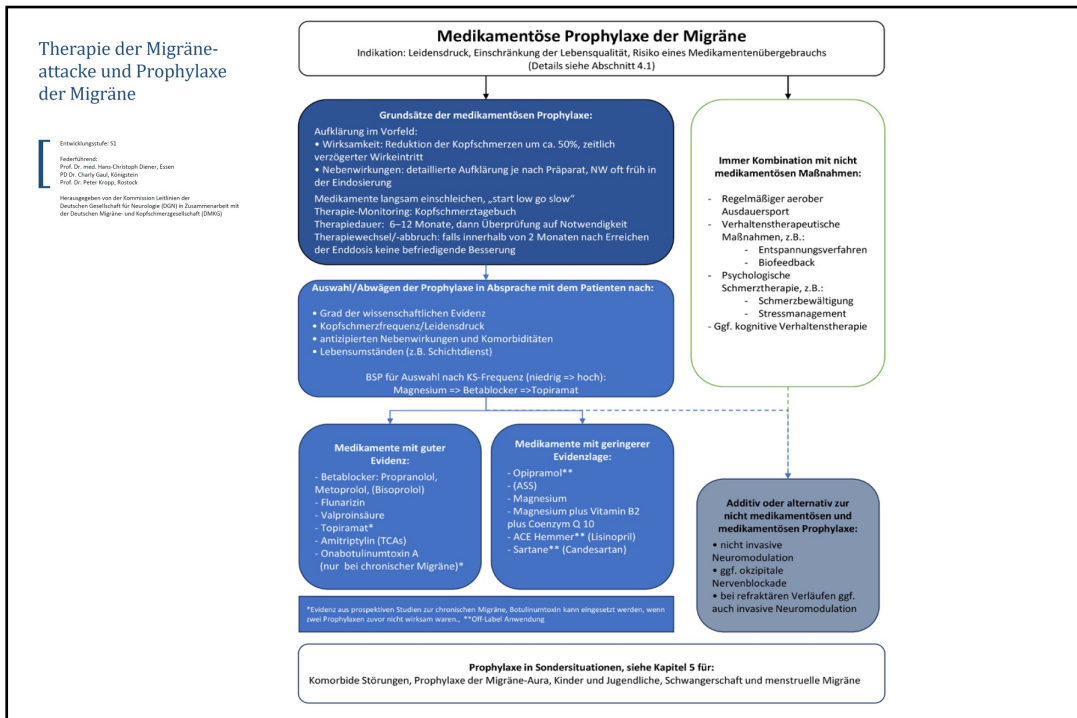 Therapie der Migräne-
attacke und Prophylaxe
der Migräne
Entwicklungsstufe: S1
Federführend:
Prof. Dr. med. Hans-Christoph Diener, Essen
PD Dr. Charly Gaul, Königstein
Prof. Dr. Peter Kropp, Rostock
Herausgegeben von der Kommission Leitlinien der
Deutschen Gesellschaft für Neurologie (DGN) in Zusammenarbeit mit
der Deutschen Migräne- und Kopfschmerzgesellschaft (DMKG)
Medikamentöse Prophylaxe der Migräne
Indikation: Leidensdruck, Einschränkung der Lebensqualität, Risiko eines Medikamentenübergebrauchs
(Details siehe Abschnitt 4.1)
Grundsätze der medikamentösen Prophylaxe:
Aufklärung im Vorfeld:
• Wirksamkeit: Reduktion der Kopfschmerzen um ca. 50%, zeitlich
verzögerter Wirkeintritt
• Nebenwirkungen: detaillierte Aufklärung je nach Präparat, NW oft früh in
der Eindosierung
Medikamente langsam einschleichen, „start low go slow“
Therapie-Monitoring: Kopfschmerztagebuch
Therapiedauer: 6–12 Monate, dann Überprüfung auf Notwendigkeit
Therapiewechsel/-abbruch: falls innerhalb von 2 Monaten nach Erreichen
der Enddosis keine befriedigende Besserung
Immer Kombination mit nicht
medikamentösen Maßnahmen:
- Regelmäßiger aerober
Ausdauersport
- Verhaltenstherapeutische
Maßnahmen, z.B.:
- Entspannungsverfahren
- Biofeedback
- Psychologische
Schmerztherapie, z.B.:
- Schmerzbewältigung
- Stressmanagement
- Ggf. kognitive Verhaltenstherapie
Auswahl/Abwägen der Prophylaxe in Absprache mit dem Patienten nach:
• Grad der wissenschaftlichen Evidenz
• Kopfschmerzfrequenz/Leidensdruck
• antizipierten Nebenwirkungen und Komorbiditäten
• Lebensumständen (z.B. Schichtdienst)
BSP für Auswahl nach KS-Frequenz (niedrig => hoch):
Magnesium => Betablocker =>Topiramat
Medikamente mit guter
Evidenz:
- Betablocker: Propranolol,
Metoprolol, (Bisoprolol)
- Flunarizin
- Valproinsäure
- Topiramat*
- Amitriptylin (TCAs)
- Onabotulinumtoxin A
(nur bei chronischer Migräne)*
Medikamente mit geringerer
Evidenzlage:
- Opipramol**
- (ASS)
- Magnesium
- Magnesium plus Vitamin B2
plus Coenzym Q 10
- ACE Hemmer** (Lisinopril)
- Sartane** (Candesartan)
Additiv oder alternativ zur
nicht medikamentösen und
medikamentösen Prophylaxe:
• nicht invasive
Neuromodulation
• ggf. okzipitale
Nervenblockade
• bei refraktären Verläufen ggf.
auch invasive Neuromodulation
*Evidenz aus prospektiven Studien zur chronischen Migräne, Botulinumtoxin kann eingesetzt werden, wenn
zwei Prophylaxen zuvor nicht wirksam waren., **Off-Label Anwendung
Prophylaxe in Sondersituationen, siehe Kapitel 5 für:
Komorbide Störungen, Prophylaxe der Migräne-Aura, Kinder und Jugendliche, Schwangerschaft und menstruelle Migräne